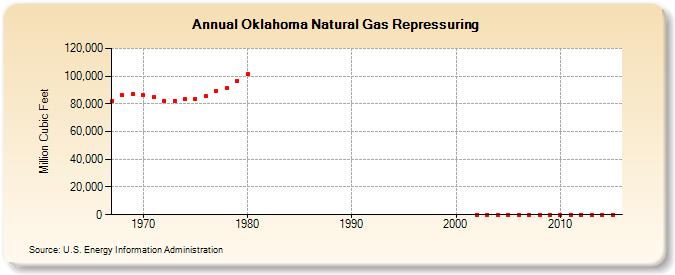 Annual Oklahoma Natural Gas Repressuring
Million Cubic Feet
120,000
100,000
80,000
60,000
40,000
20,000
0
1970 1980 1990 2000 2010
Source: U.S. Energy Information Administration